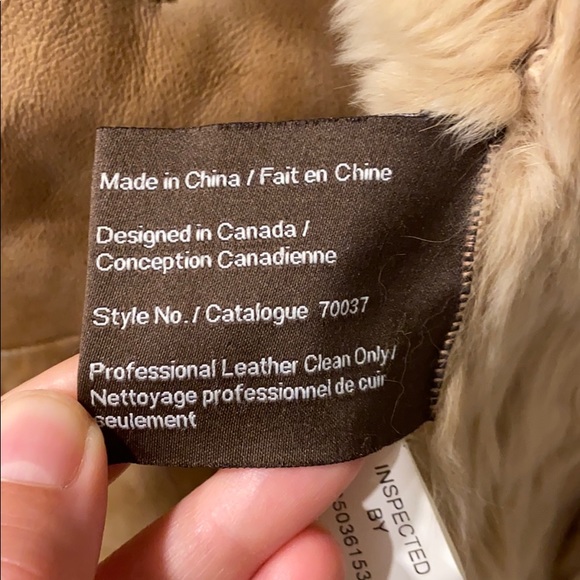 Made in China / Fait en Chine
Designed in Canada /
Conception Canadienne
Style No./ Catalogue 70037
Professional Leather Clean Only/
Nettoyage professionnel de cuir
seulement
INSPECTED
BY
5036153